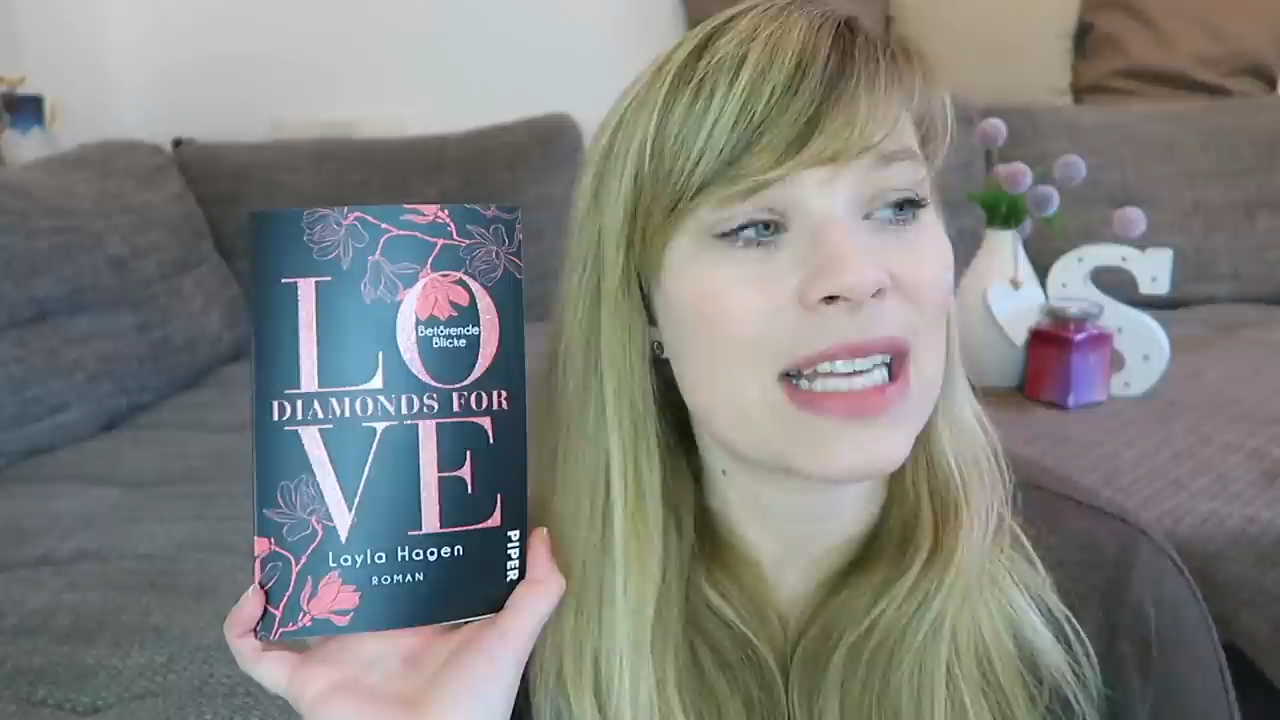 LO
Betörende
Blicke
DIAMONDS FOR
VE
Layla Hagen
ROMAN
PIPER
S